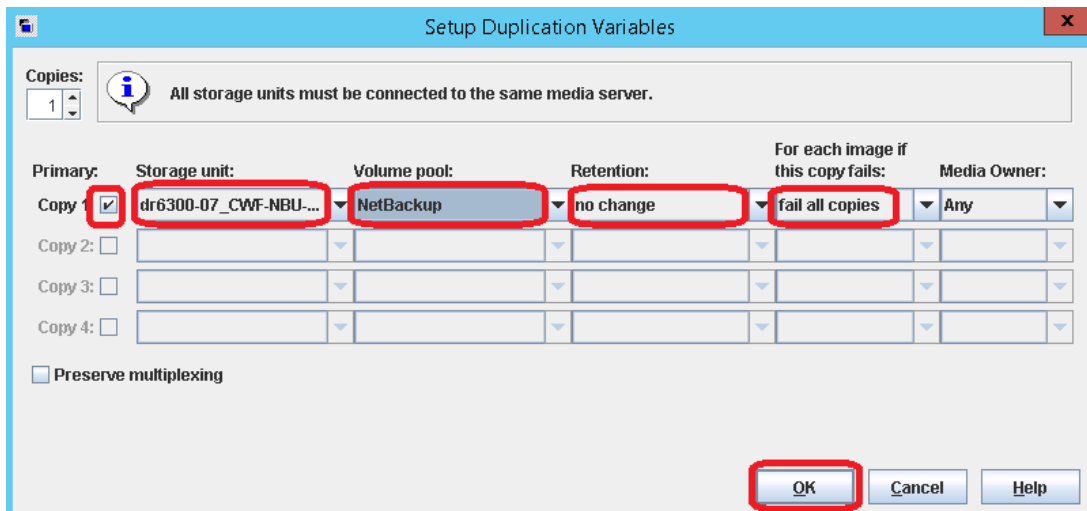 Setup Duplication Variables
x
Copies:
1
All storage units must be connected to the same media server.
Primary: Storage unit: Volume pool: Retention: For each image if this copy fails: Media Owner:
Copy 1: dr6300-07_CWF-NBU-... NetBackup no change fail all copies Any
Copy 2:
Copy 3:
Copy 4:
Preserve multiplexing
OK Cancel Help